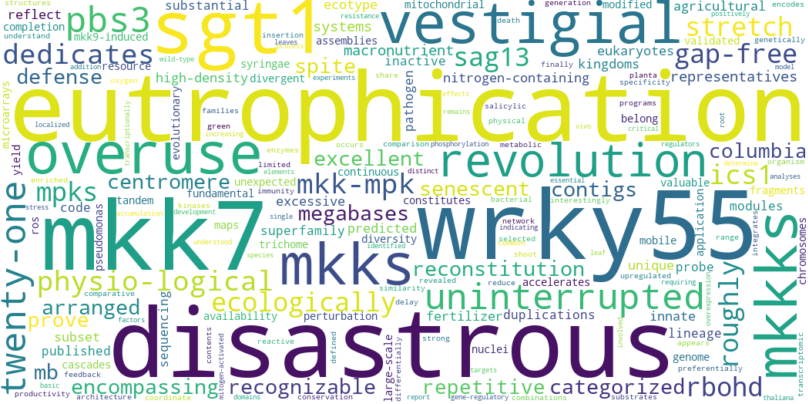 structures
reflect
completion
understand
pbs3
mkk9-induced
substantial
sgt1
ecotype
resistance
insertion
leaves
mitochondrial
death
generation
modified
positively
agricultural
encodes
genetically
vestigial
stretch
dedicates
addition
resource
wild-type
systems
assemblies
macronutrient
inactive
sag13
eukaryotes
kingdoms
finally
validated
gap-free
model
microarrays
defense
high-density
syringae
oxygen
spite
divergent
experiments
pathogen
share
nitrogen-containing
specificity
planta
representatives
eutrophication
localized
transcriptionally
evolutionary
families
green
increasing
effects
remains
salicylic
programs
physical
critical
vivo
root
belong
yield
overuse
enzymes
occurs
limited
elements
excellent
comparison
phosphorylation
continuous
distinct
metabolic
regulators
revolution
determine
columbia
organism
analyses
ics1
twenty-one
mpks
enriched
stress
code
ros
centromere
fundamental
tandem
kinases
development
unexpected
immunity
excessive
single
mkk-mpk
constitutes
network
indicating
senescent
bacterial
interestingly
contigs
essential
valuable
fragments
modules
mkk7
accumulation
understood
pseudomonas
maps
unique
megabases
superfamily
trichome
species
predicted
diversity
identified
wrky55
selected
shoot
leaf
mobile
range
application
integrates
mkkks
chromosomes
physio-logical
comparative
mkks
similarity
delay
revealed
reduce
reconstitution
accelerates
requiring
unique
upregulated
probe
overexpression
roughly
arranged
ecologically
uninterrupted
prove
factors
availability
perturbation
fertilizer
strong
duplications
innate
lineage
appears
subset
published
cascades
feedback
mb
basic
productivity
sequencing
contents
reactive
mitogen-activated
defined
disastrous
nuclei
targets
involved
genome
preferentially
encompassing
architecture
coordinate
recognizable
domains
conservation
large-scale
differentially
repetitive
report
gene-regulatory
combinations
categorized
substrates
rbohd
thaliana
transcriptomic